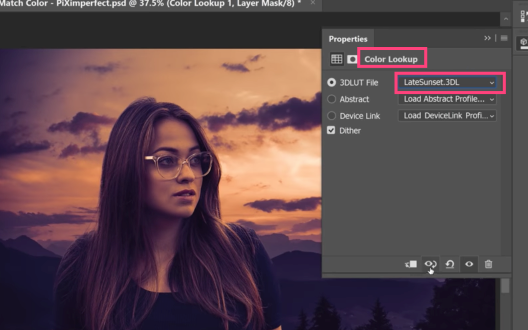 Match Color - PiXimperfect.psd @ 37.5% (Color Lookup 1, Layer Mask/8) *
Properties
Color Lookup
3DLUT File LateSunset.3DL
Abstract Load Abstract Profile...
Device Link Load DeviceLink Profi...
Dither